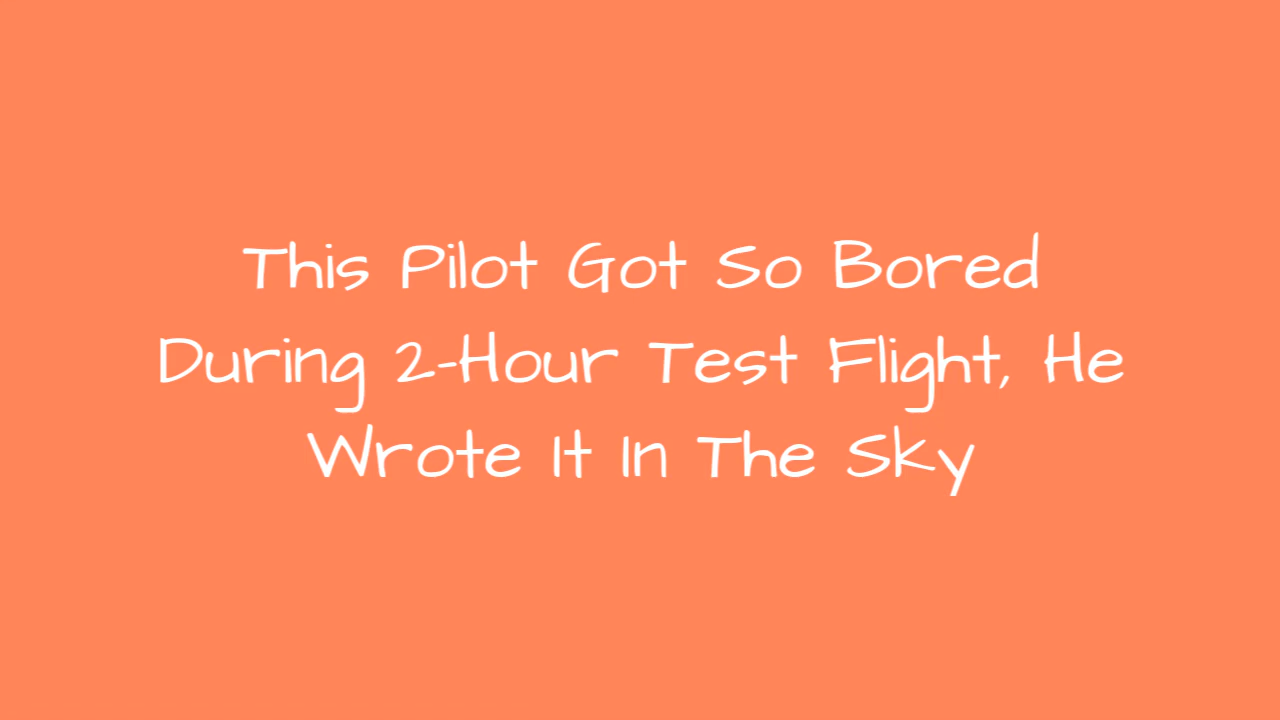 This Pilot Got So Bored
During 2-Hour Test Flight, He
Wrote It In The Sky